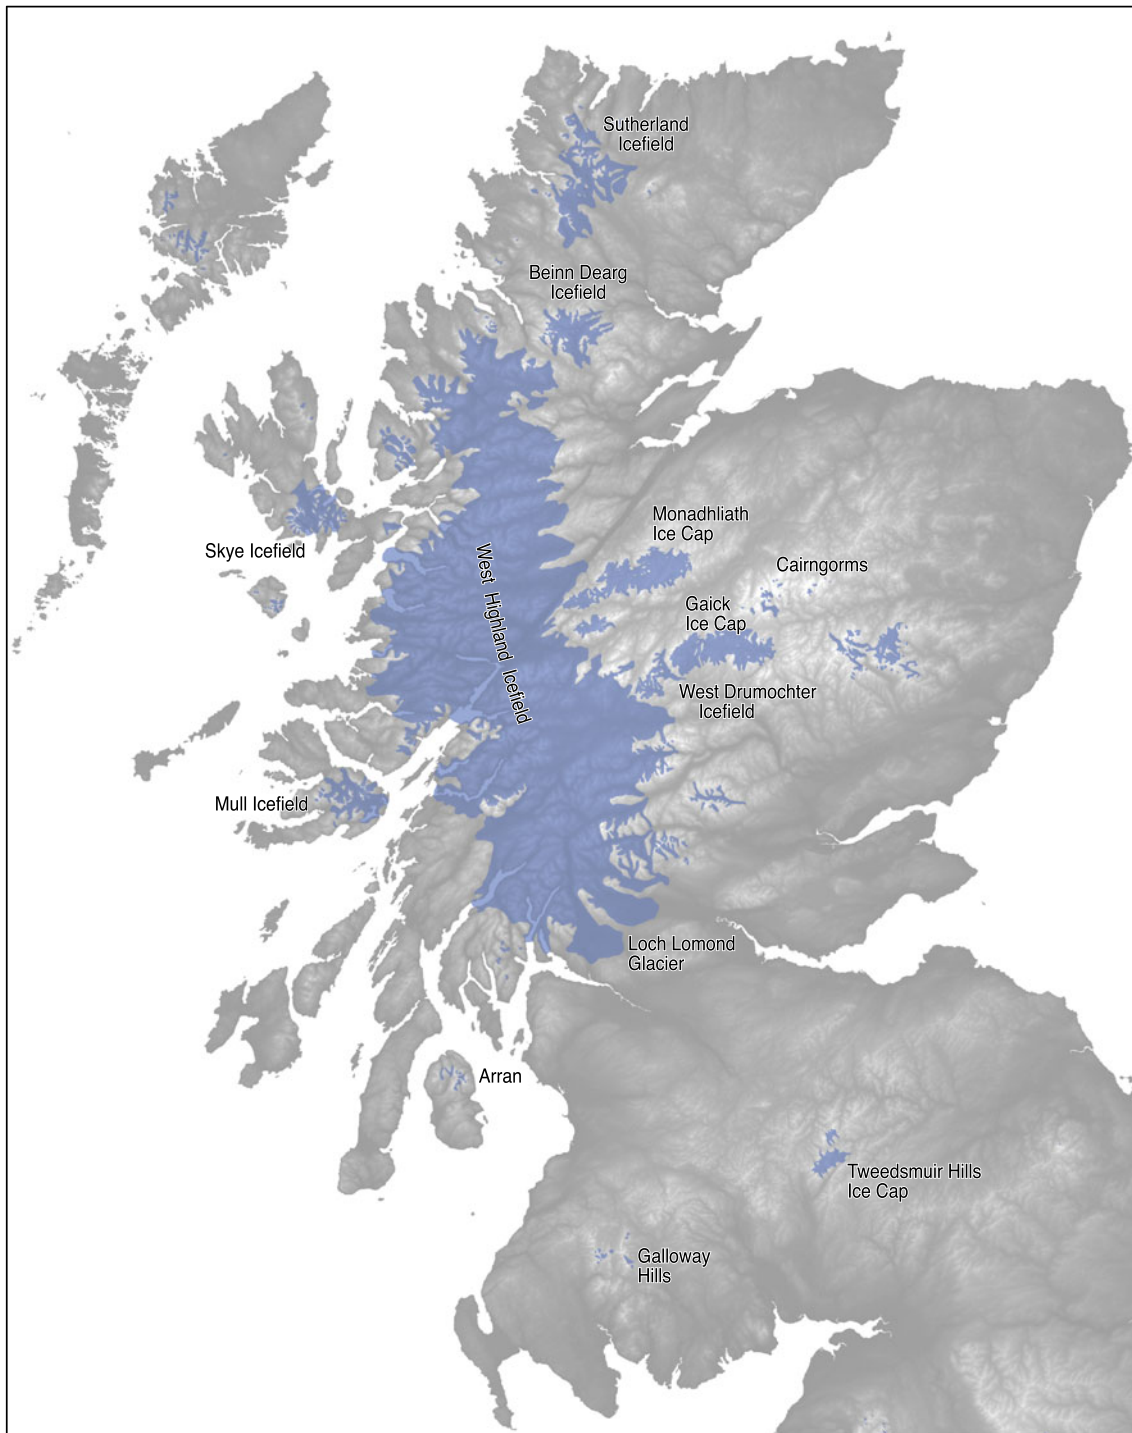 Sutherland
Icefield
Beinn Dearg
Icefield
Monadhliath
Ice Cap
Skye Icefield
Cairngorms
West Highland Icefield
Gaick
Ice Cap
West Drumochter
Icefield
Mull Icefield
Loch Lomond
Glacier
Arran
Tweedsmuir Hills
Ice Cap
Galloway
Hills